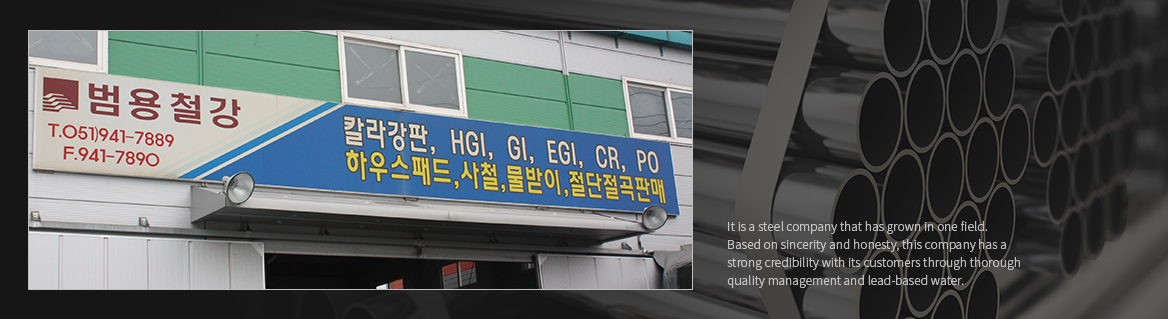 범용철강
T.051)941-7889
F.941-7890
칼라강판, HGI, GI, EGI, CR, PO
하우스패드,사철,물받이,절단절곡판매
It is a steel company that has grown in one field.
Based on sincerity and honesty, this company has a
strong credibility with its customers through thorough
quality management and lead-based water.